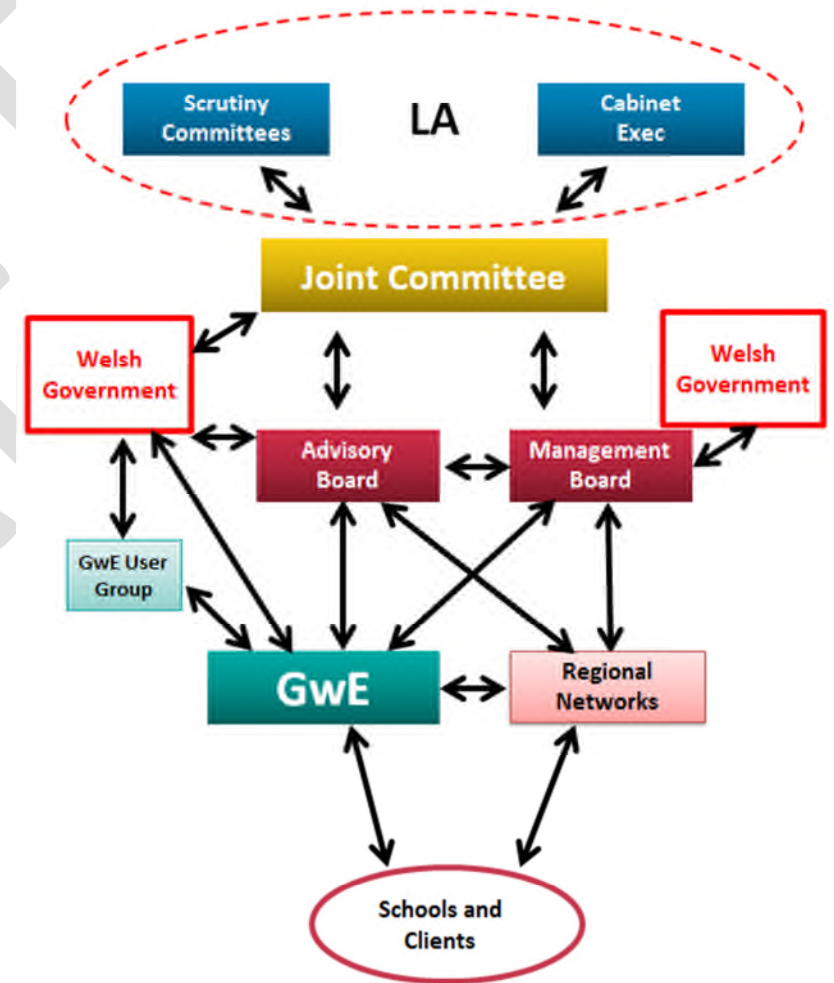 Scrutiny
Committees
LA
Cabinet
Exec
Joint Committee
Welsh
Government
Welsh
Government
Advisory
Board
Management
Board
GwE User
Group
GwE
Regional
Networks
Schools and
Clients